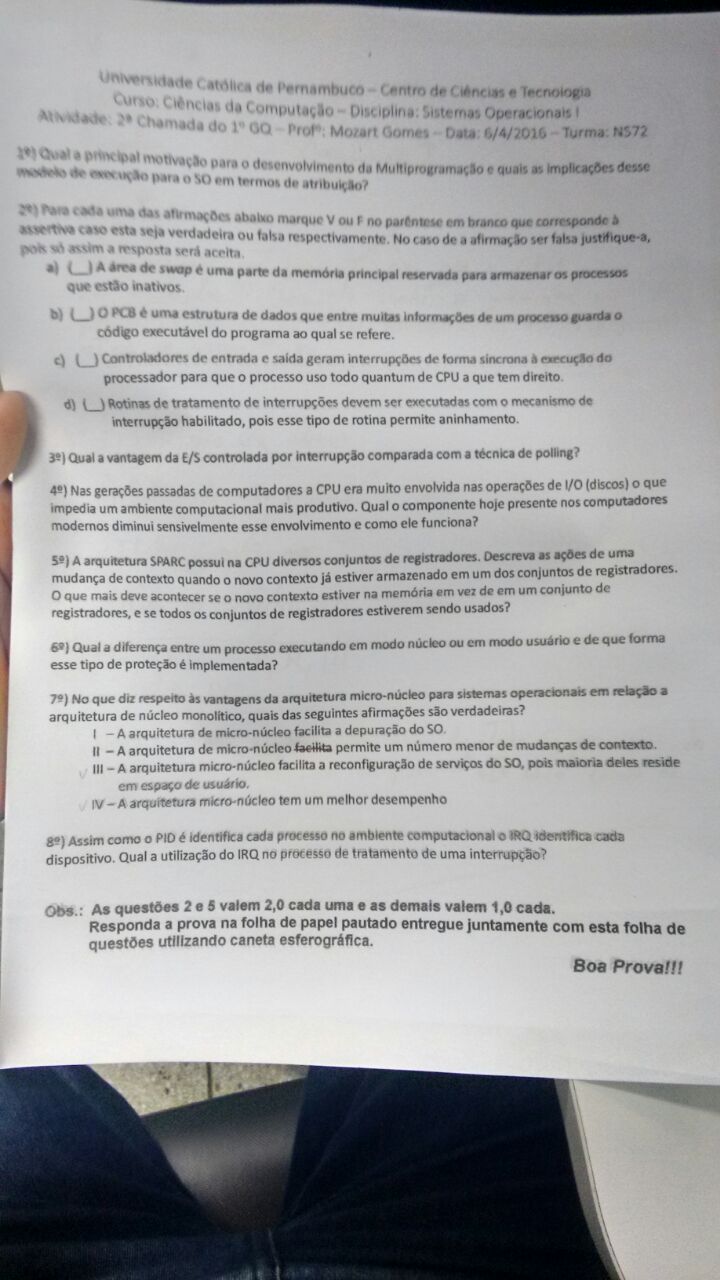 Universidade Católica de Pernambuco – Centro de Ciências e Tecnologia
Curso: Ciências da Computação – Disciplina: Sistemas Operacionais I
Atividade: 2ª Chamada do 1º GQ – Profº: Mozart Gomes – Data: 6/4/2016 – Turma: NS72
1º) Qual a principal motivação para o desenvolvimento da Multiprogramação e quais as implicações desse
modelo de execução para o SO em termos de atribuição?
2º) Para cada uma das afirmações abaixo marque V ou F no parêntese em branco que corresponde à
assertiva caso esta seja verdadeira ou falsa respectivamente. No caso de a afirmação ser falsa justifique-a,
pois só assim a resposta será aceita.
a) (__) A área de swap é uma parte da memória principal reservada para armazenar os processos
que estão inativos.
b) (__) O PCB é uma estrutura de dados que entre muitas informações de um processo guarda o
código executável do programa ao qual se refere.
c) (__) Controladores de entrada e saída geram interrupções de forma síncrona à execução do
processador para que o processo uso todo quantum de CPU a que tem direito.
d) (__) Rotinas de tratamento de interrupções devem ser executadas com o mecanismo de
interrupção habilitado, pois esse tipo de rotina permite aninhamento.
3º) Qual a vantagem da E/S controlada por interrupção comparada com a técnica de polling?
4º) Nas gerações passadas de computadores a CPU era muito envolvida nas operações de I/O (discos) o que
impedia um ambiente computacional mais produtivo. Qual o componente hoje presente nos computadores
modernos diminui sensivelmente esse envolvimento e como ele funciona?
5º) A arquitetura SPARC possui na CPU diversos conjuntos de registradores. Descreva as ações de uma
mudança de contexto quando o novo contexto já estiver armazenado em um dos conjuntos de registradores.
O que mais deve acontecer se o novo contexto estiver na memória em vez de em um conjunto de
registradores, e se todos os conjuntos de registradores estiverem sendo usados?
6º) Qual a diferença entre um processo executando em modo núcleo ou em modo usuário e de que forma
esse tipo de proteção é implementada?
7º) No que diz respeito às vantagens da arquitetura micro-núcleo para sistemas operacionais em relação a
arquitetura de núcleo monolítico, quais das seguintes afirmações são verdadeiras?
I – A arquitetura de micro-núcleo facilita a depuração do SO.
II – A arquitetura de micro-núcleo facilita permite um número menor de mudanças de contexto.
III – A arquitetura de micro-núcleo facilita a reconfiguração de serviços do SO, pois maioria deles reside
em espaço de usuário.
IV – A arquitetura micro-núcleo tem um melhor desempenho
8º) Assim como o PID é identifica cada processo no ambiente computacional o IRQ identifica cada
dispositivo. Qual a utilização do IRQ no processo de tratamento de uma interrupção?
Obs.: As questões 2 e 5 valem 2,0 cada uma e as demais valem 1,0 cada.
Responda a prova na folha de papel pautado entregue juntamente com esta folha de
questões utilizando caneta esferográfica.
Boa Prova!!!